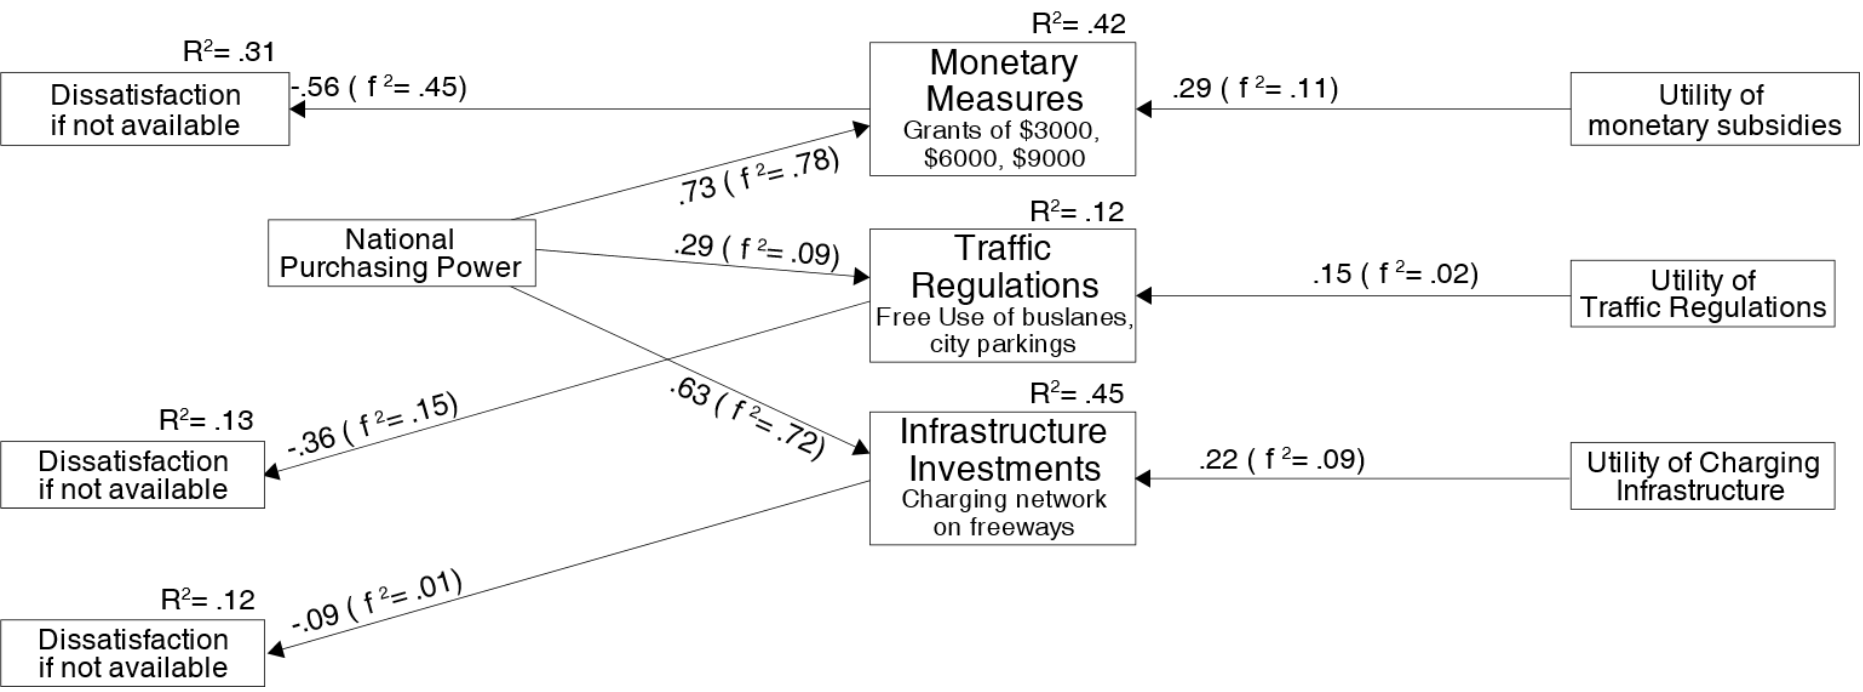 R²= .42
R²= .31
Monetary
Measures
Grants of $3000,
$6000, $9000
-.56 ( f ²= .45)
.29 ( f ²= .11)
Dissatisfaction
if not available
Utility of
monetary subsidies
.73 ( f ²= .78)
R²= .12
National
Purchasing Power
.29 ( f ²= .09)
Traffic
Regulations
Free Use of buslanes,
city parkings
.15 ( f ²= .02)
Utility of
Traffic Regulations
.63 ( f ²= .72)
R²= .45
R²= .13
-.36 ( f ²= .15)
Dissatisfaction
if not available
Infrastructure
Investments
Charging network
on freeways
.22 ( f ²= .09)
Utility of Charging
Infrastructure
R²= .12
-.09 ( f ²= .01)
Dissatisfaction
if not available